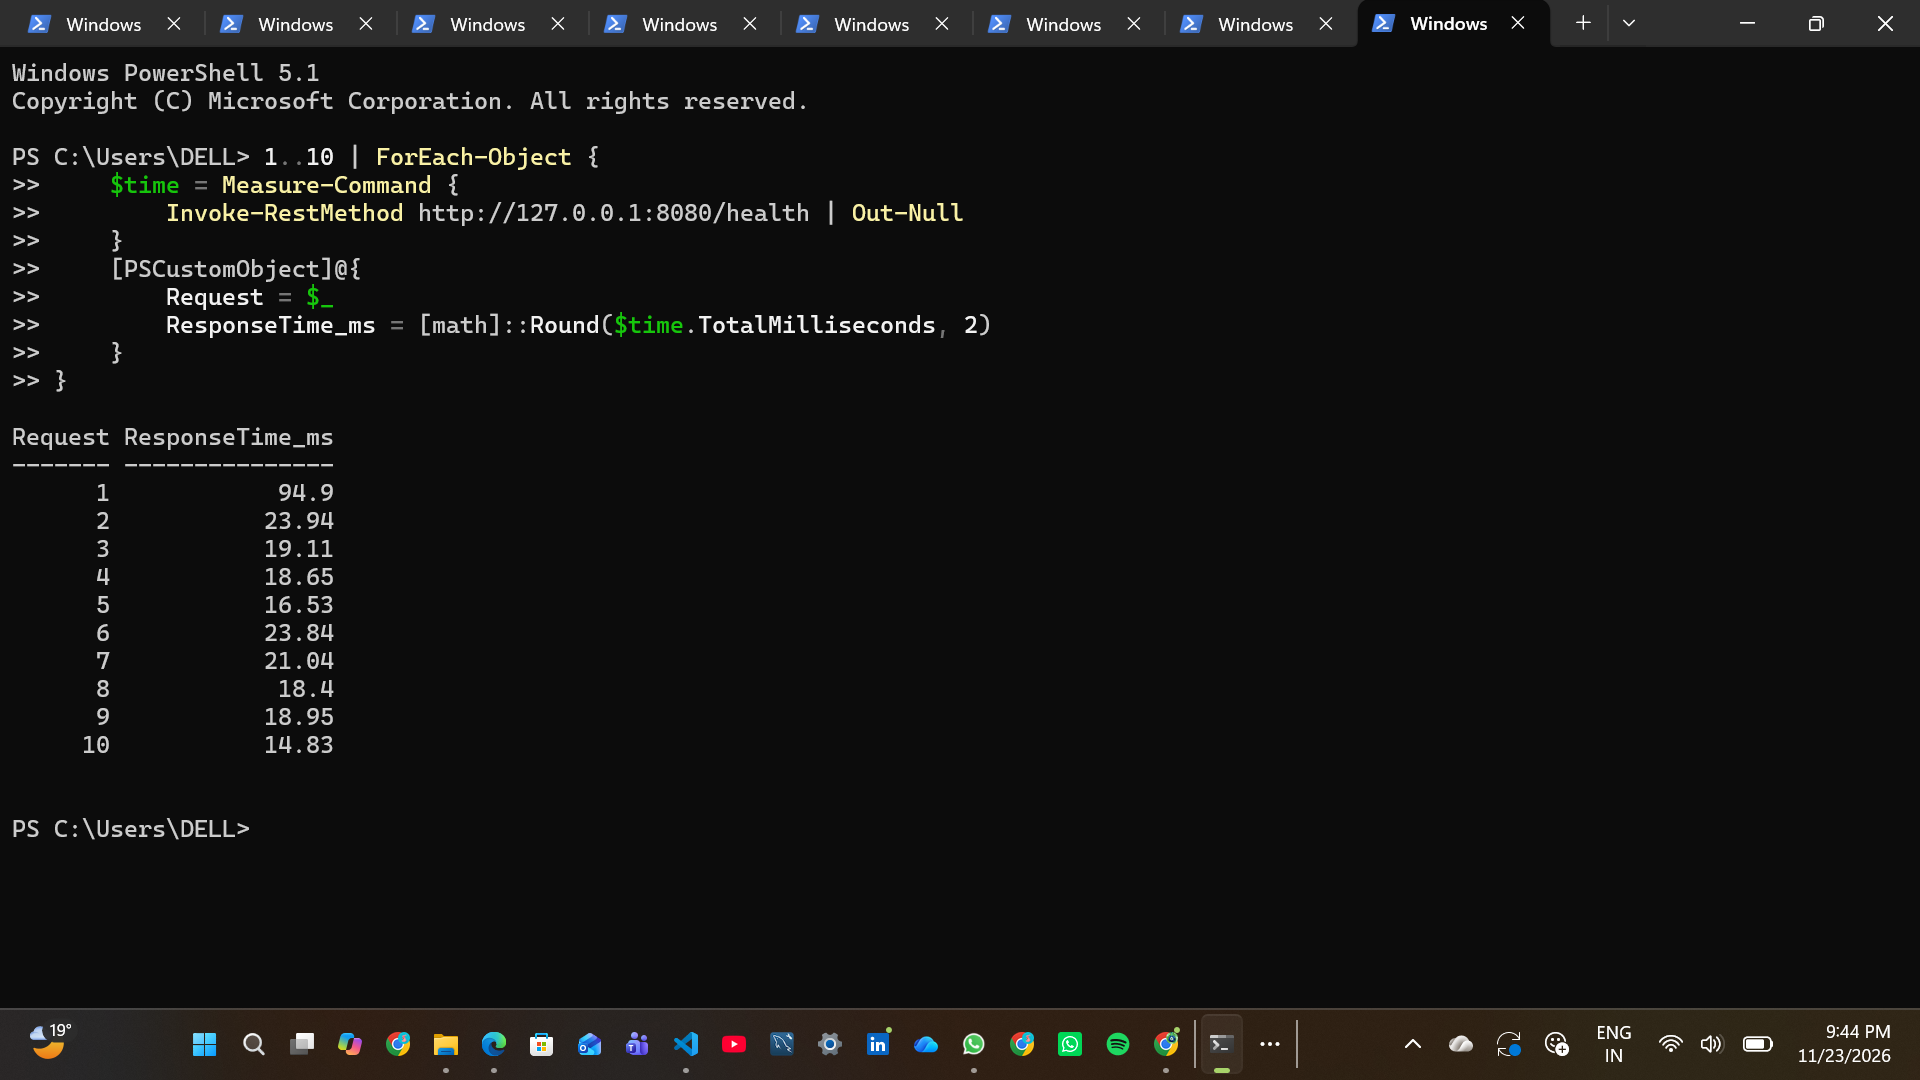 Windows Windows Windows Windows Windows Windows Windows Windows
Windows PowerShell 5.1
Copyright (C) Microsoft Corporation. All rights reserved.
PS C:\Users\DELL> 1..10 | ForEach-Object {
>>     $time = Measure-Command {
>>         Invoke-RestMethod http://127.0.0.1:8080/health | Out-Null
>>     }
>>     [PSCustomObject]@{
>>         Request = $_
>>         ResponseTime_ms = [math]::Round($time.TotalMilliseconds, 2)
>>     }
>> }
Request ResponseTime_ms
------- ---------------
1 94.9
2 23.94
3 19.11
4 18.65
5 16.53
6 23.84
7 21.04
8 18.4
9 18.95
10 14.83
PS C:\Users\DELL>
19°
ENG
IN
9:44 PM
11/23/2026